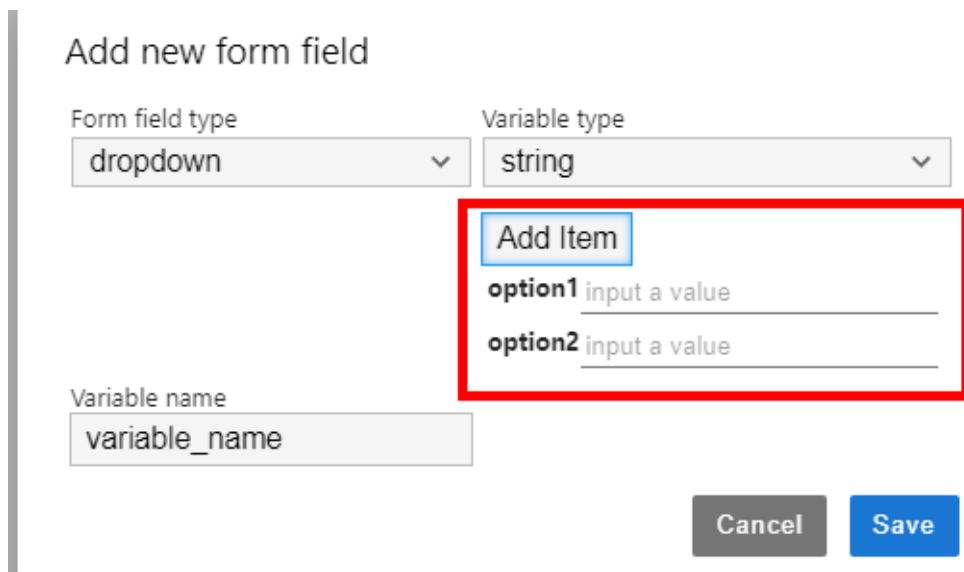 Add new form field
Form field type Variable type
dropdown string
Add Item
option1 input a value
option2 input a value
Variable name
variable_name
Cancel Save